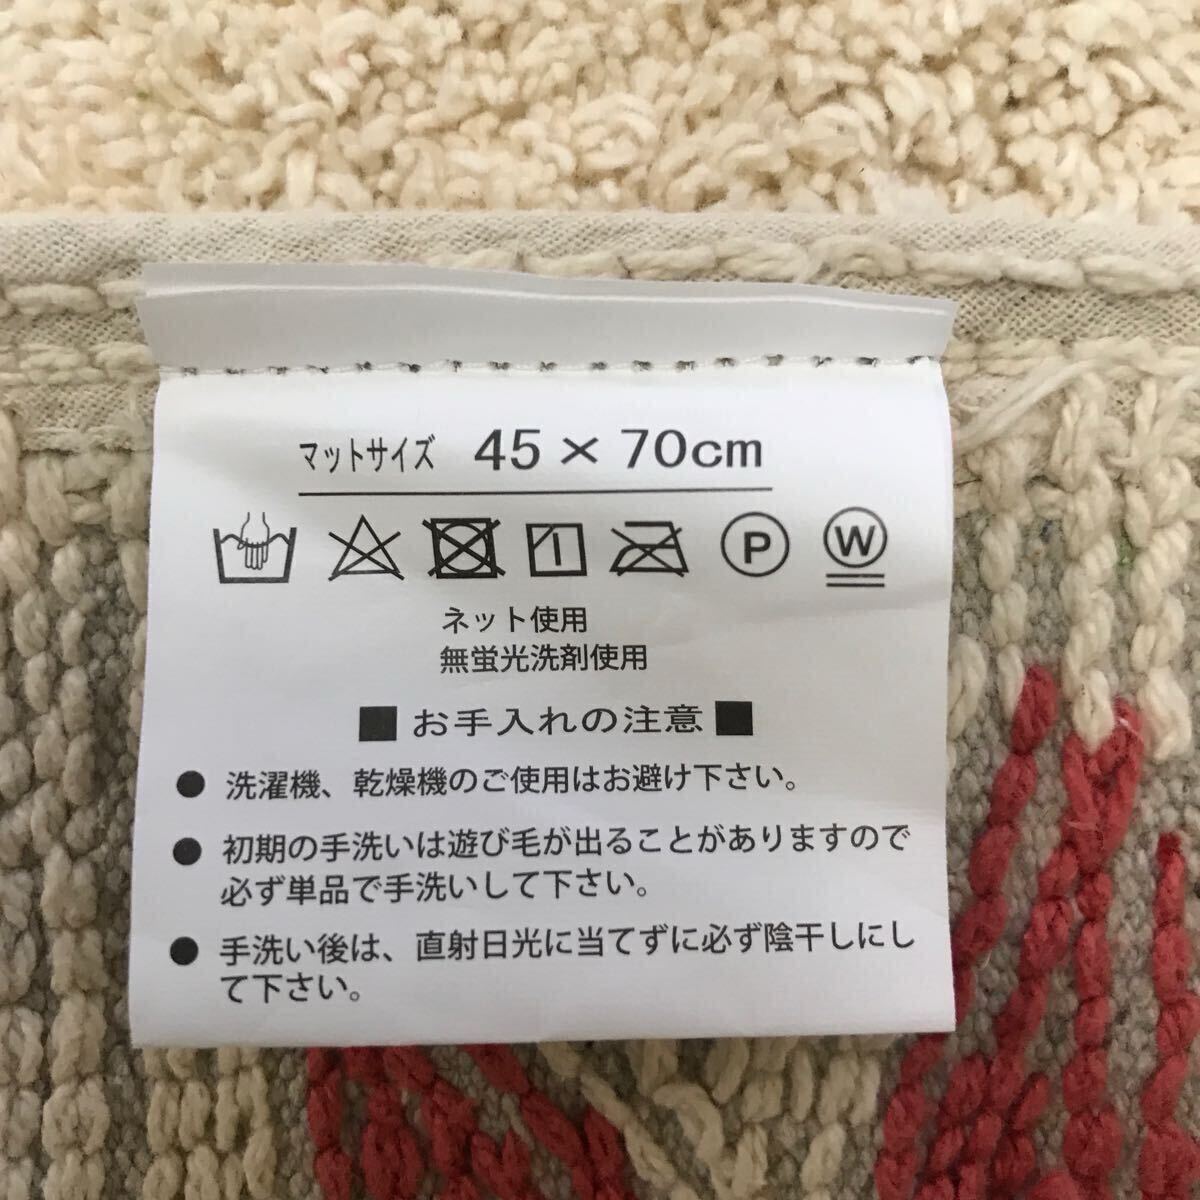 マットサイズ 45×70cm
P W
ネット使用
無蛍光洗剤使用
■お手入れの注意■
●洗濯機、乾燥機のご使用はお避け下さい。
●初期の手洗いは遊び毛が出ることがありますので
必ず単品で手洗いして下さい。
●手洗い後は、直射日光に当てずに必ず陰干しにし
て下さい。